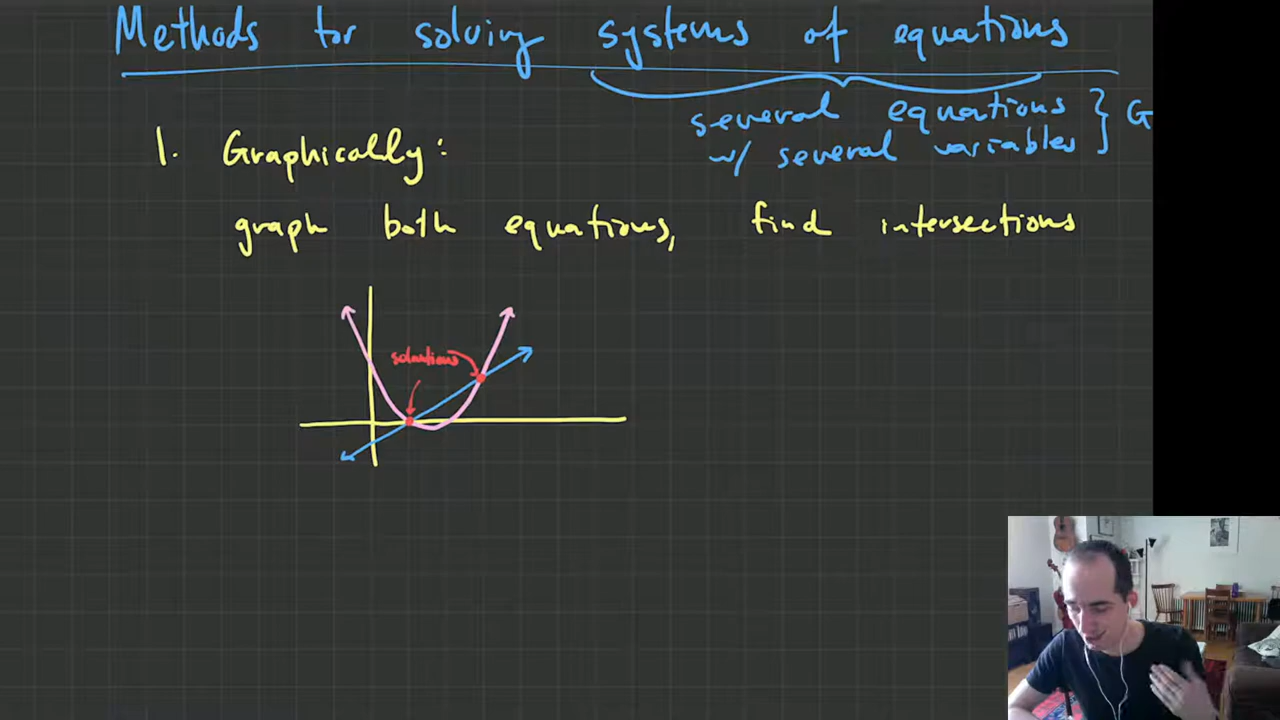 Methods for solving systems of equations
several equations } G
w/ several variables
1. Graphically:
graph both equations, find intersections
solutions